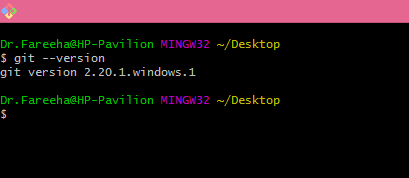 Dr.Fareeha@HP-Pavilion MINGW32 ~/Desktop
$ git --version
git version 2.20.1.windows.1
Dr.Fareeha@HP-Pavilion MINGW32 ~/Desktop
$